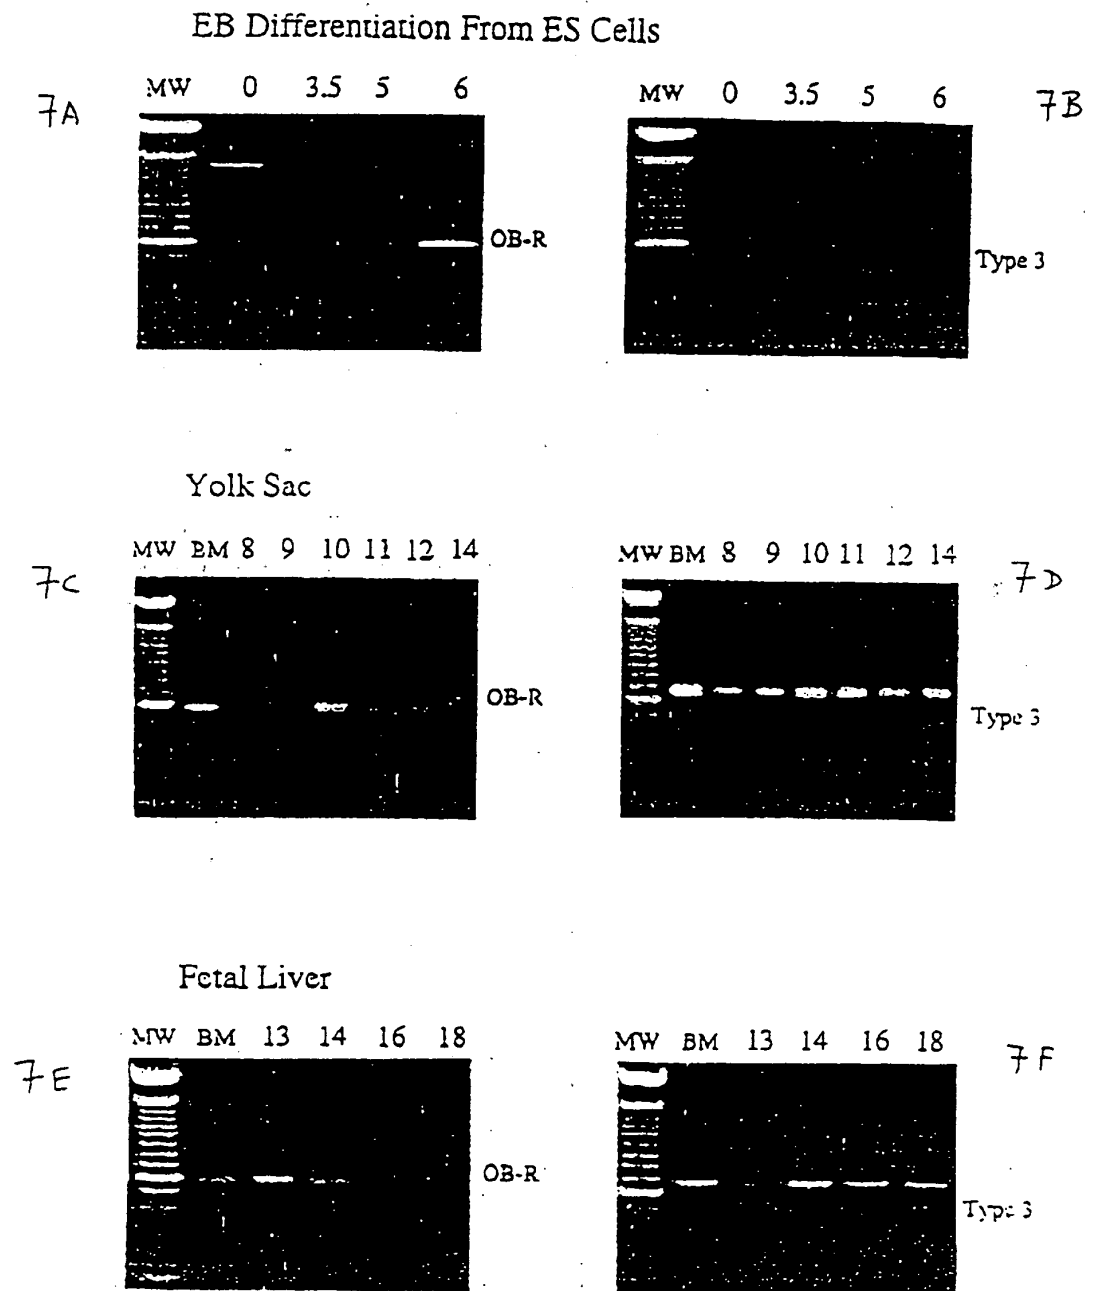 EB Differentiation From ES Cells
7A
MW 0 3.5 5 6
OB-R
MW 0 3.5 5 6
7B
Type 3
Yolk Sac
7C
MW BM 8 9 10 11 12 14
OB-R
MW BM 8 9 10 11 12 14
7D
Type 3
Fetal Liver
7E
MW BM 13 14 16 18
OB-R
MW BM 13 14 16 18
7F
Type 3